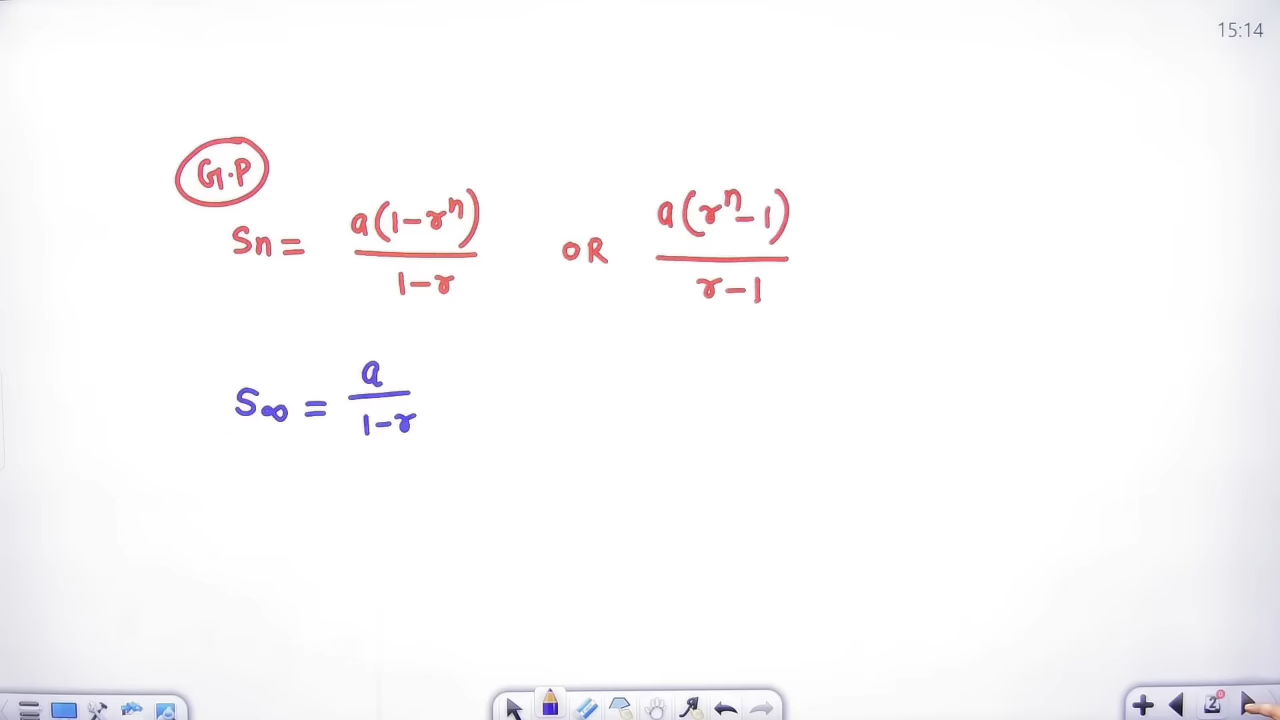 15:14
G.P
Sn = a(1-r^n) / 1-r OR a(r^n-1) / r-1
S∞ = a / 1-r
2